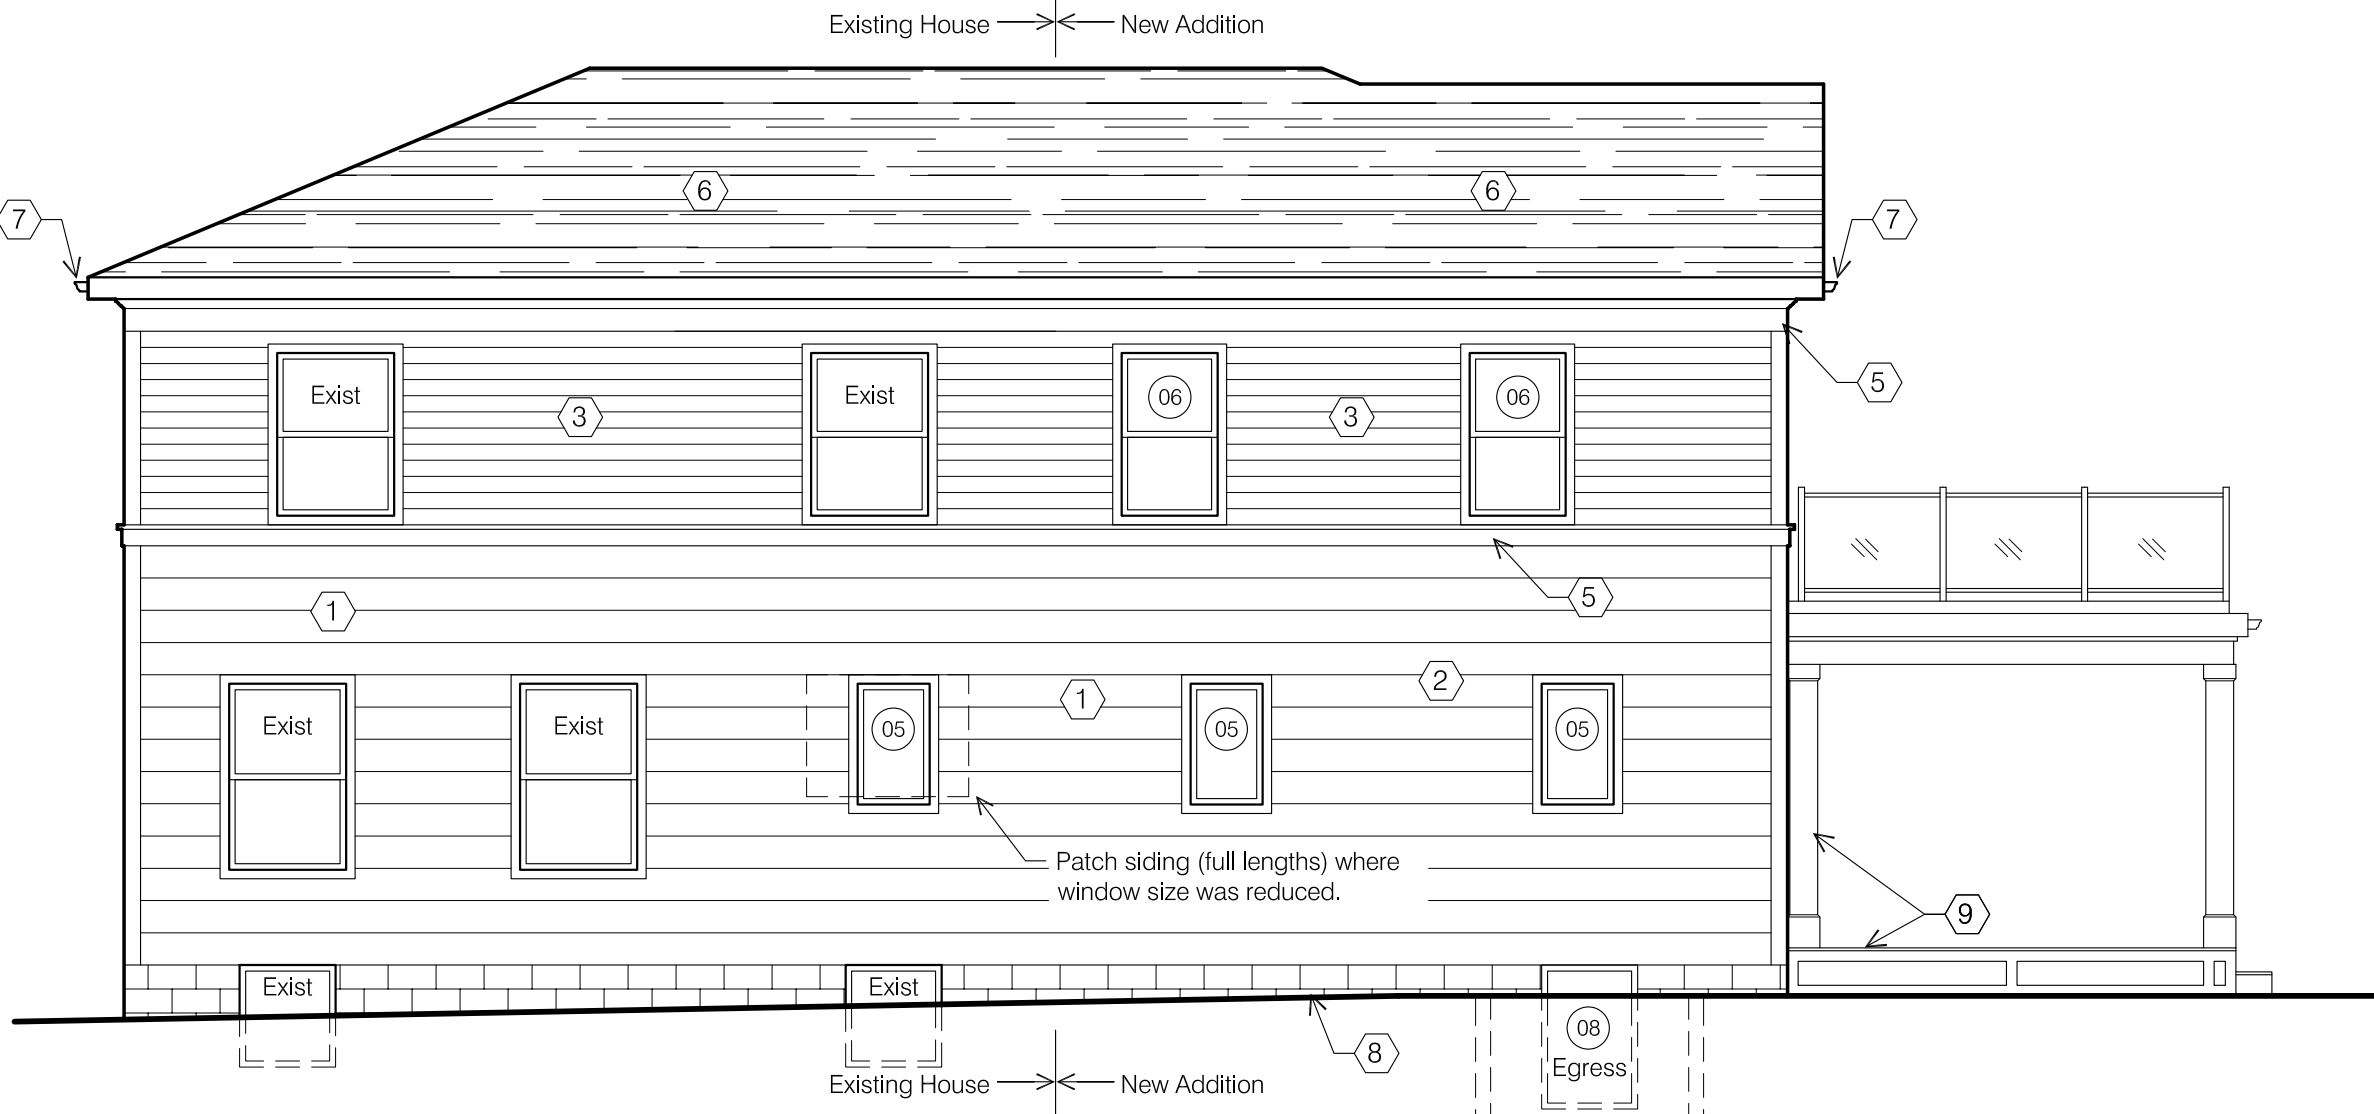 Existing House New Addition
6 6
7 7
5
Exist Exist 06 06
3 3
5
1
2
1
Exist Exist 05 05 05
Patch siding (full lengths) where
window size was reduced.
9
Exist Exist
08
8
Egress
Existing House New Addition